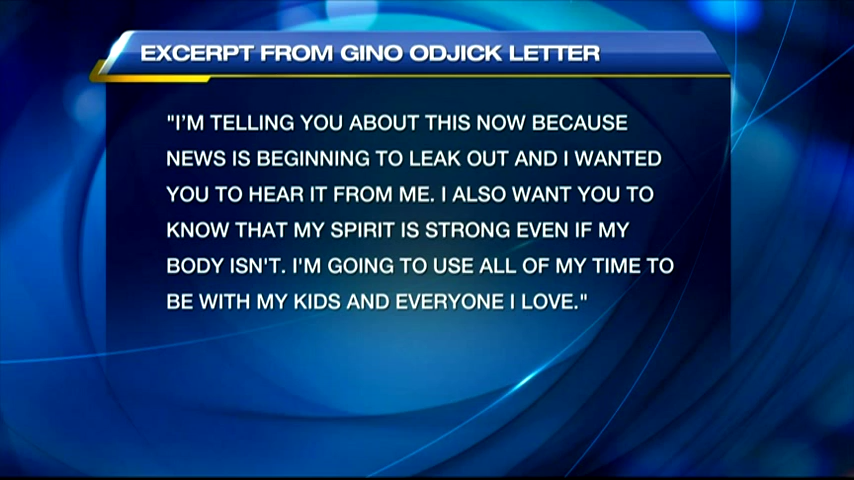 EXCERPT FROM GINO ODJICK LETTER
"I'M TELLING YOU ABOUT THIS NOW BECAUSE
NEWS IS BEGINNING TO LEAK OUT AND I WANTED
YOU TO HEAR IT FROM ME. I ALSO WANT YOU TO
KNOW THAT MY SPIRIT IS STRONG EVEN IF MY
BODY ISN'T. I'M GOING TO USE ALL OF MY TIME TO
BE WITH MY KIDS AND EVERYONE I LOVE."